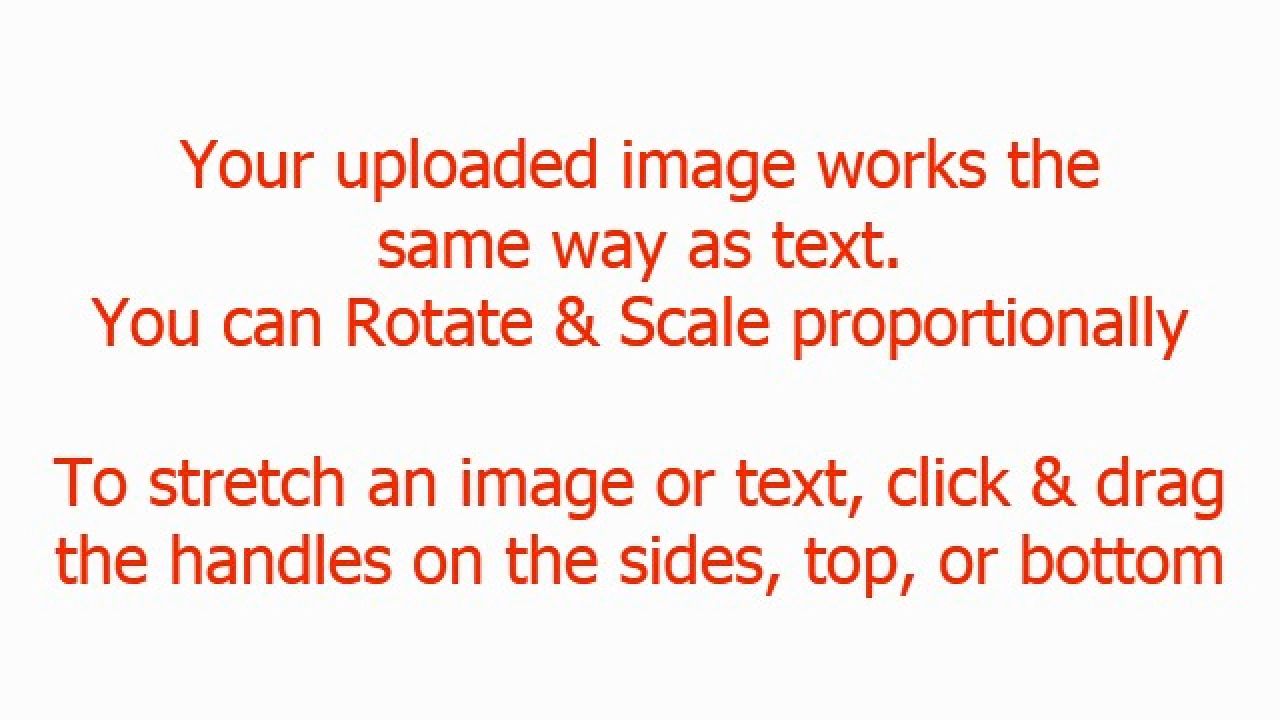 Your uploaded image works the
same way as text.
You can Rotate & Scale proportionally
To stretch an image or text, click & drag
the handles on the sides, top, or bottom